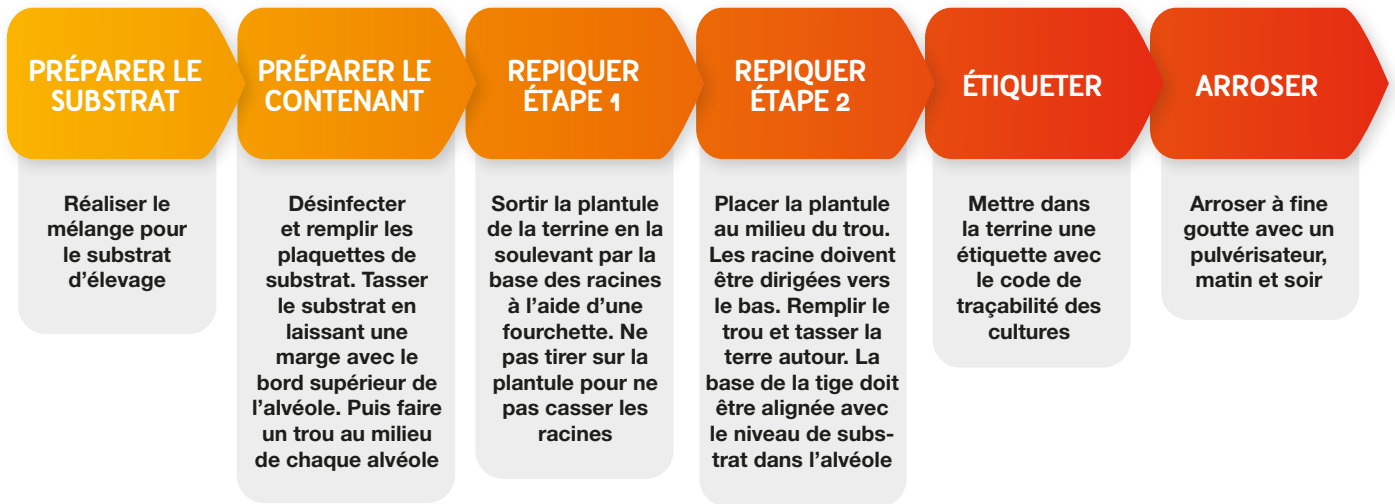 PRÉPARER LE
SUBSTRAT
Réaliser le
mélange pour
le substrat
d'élevage
PRÉPARER LE
CONTENANT
Désinfecter
et remplir les
plaquettes de
substrat. Tasser
le substrat en
laissant une
marge avec le
bord supérieur de
l'alvéole. Puis faire
un trou au milieu
de chaque alvéole
REPIQUER
ÉTAPE 1
Sortir la plantule
de la terrine en la
soulevant par la
base des racines
à l'aide d'une
fourchette. Ne
pas tirer sur la
plantule pour ne
pas casser les
racines
REPIQUER
ÉTAPE 2
Placer la plantule
au milieu du trou.
Les racine doivent
être dirigées vers
le bas. Remplir le
trou et tasser la
terre autour. La
base de la tige doit
être alignée avec
le niveau de subs-
trat dans l'alvéole
ÉTIQUETER
Mettre dans
la terrine une
étiquette avec
le code de
traçabilité des
cultures
ARROSER
Arroser à fine
goutte avec un
pulvérisateur,
matin et soir